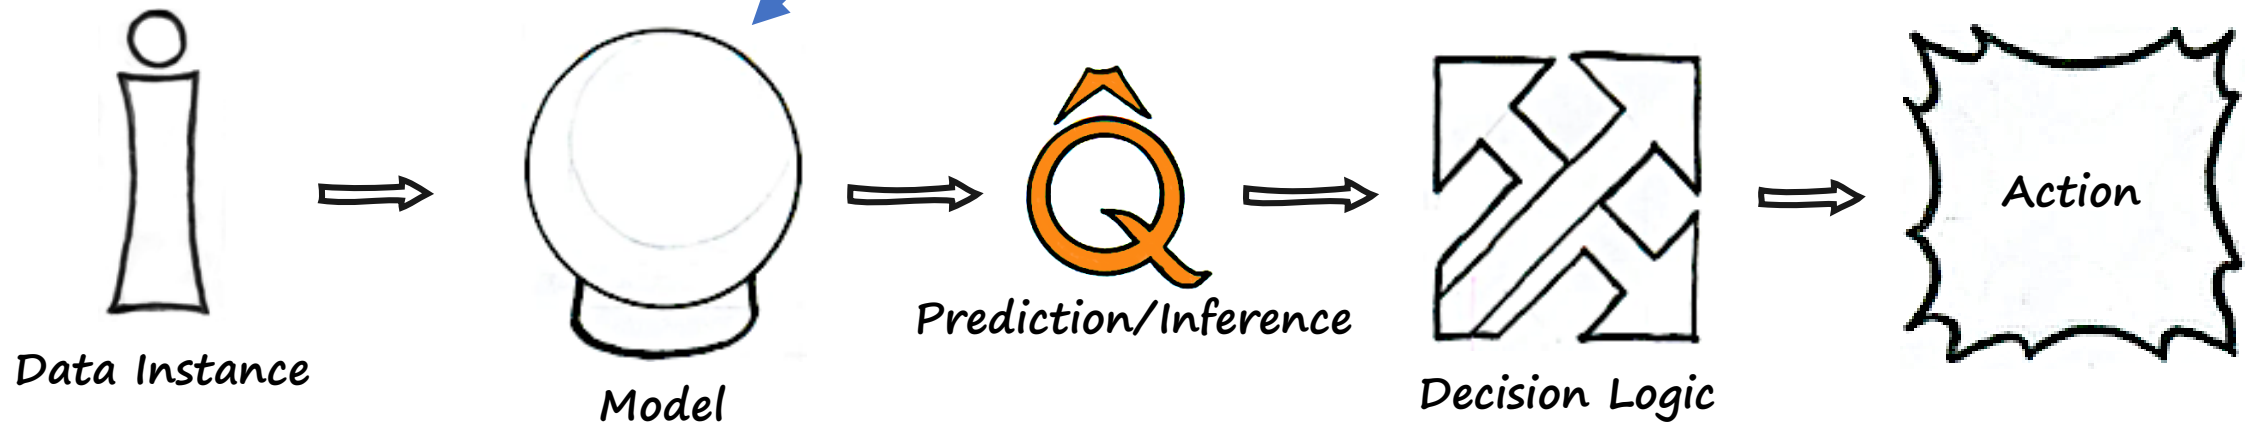 Q̂
Action
Prediction/Inference
Data Instance
Model
Decision Logic